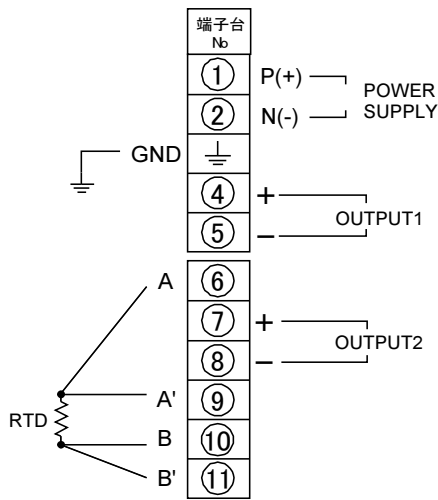 端子台
No
① P(+)
POWER
② N(-)
SUPPLY
GND
④ +
OUTPUT1
⑤ −
A ⑥
⑦ +
OUTPUT2
⑧ −
A' ⑨
RTD
B ⑩
B' ⑪